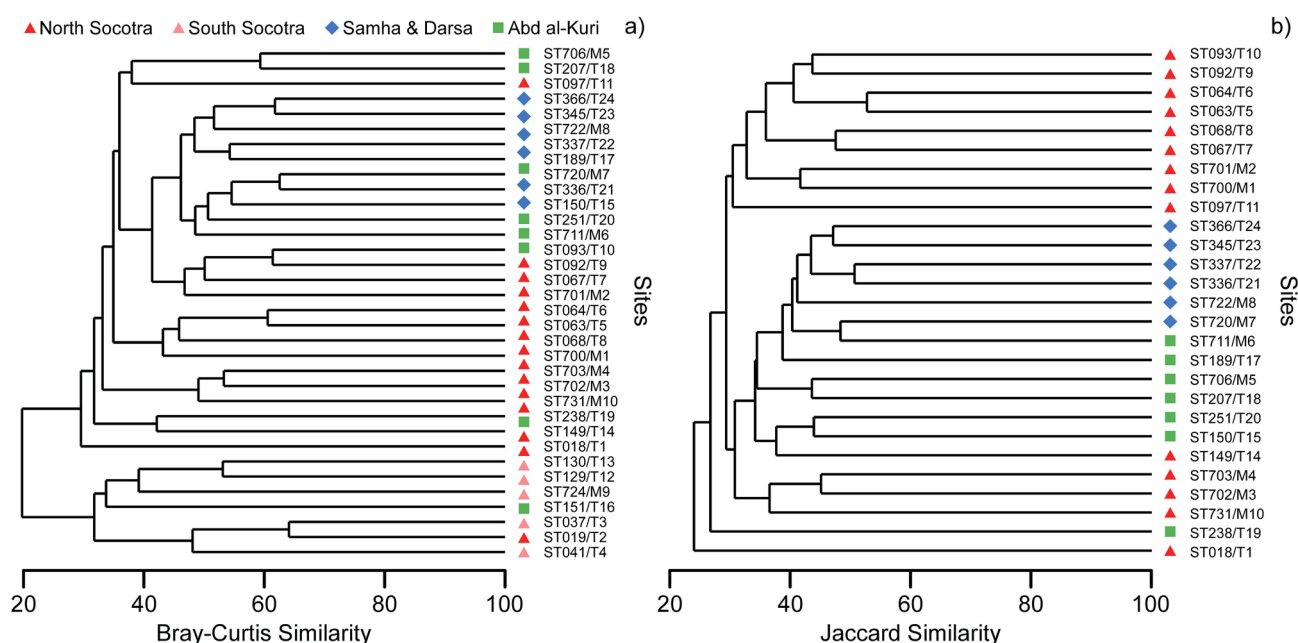 North Socotra South Socotra Samha & Darsa Abd al-Kuri a)
ST706/M5
ST207/T18
ST097/T11
ST366/T24
ST345/T23
ST722/M8
ST337/T22
ST189/T17
ST720/M7
ST336/T21
ST150/T15
ST251/T20
ST711/M6
ST093/T10
ST092/T9
ST067/T7
ST701/M2
ST064/T6
ST063/T5
ST068/T8
ST700/M1
ST703/M4
ST702/M3
ST731/M10
ST238/T19
ST149/T14
ST018/T1
ST130/T13
ST129/T12
ST724/M9
ST151/T16
ST037/T3
ST019/T2
ST041/T4
Sites
20 40 60 80 100
Bray-Curtis Similarity
b)
ST093/T10
ST092/T9
ST064/T6
ST063/T5
ST068/T8
ST067/T7
ST701/M2
ST700/M1
ST097/T11
ST366/T24
ST345/T23
ST337/T22
ST336/T21
ST722/M8
ST720/M7
ST711/M6
ST189/T17
ST706/M5
ST207/T18
ST251/T20
ST150/T15
ST149/T14
ST703/M4
ST702/M3
ST731/M10
ST238/T19
ST018/T1
Sites
20 40 60 80 100
Jaccard Similarity